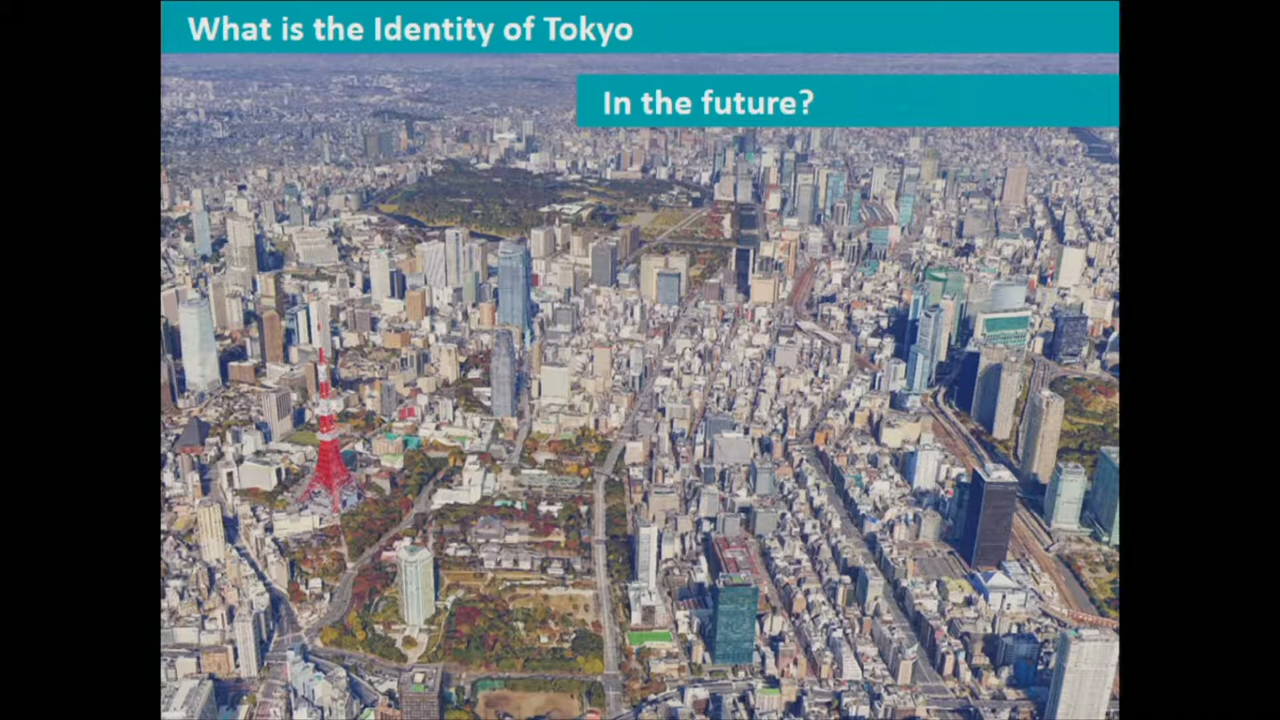 What is the Identity of Tokyo
In the future?